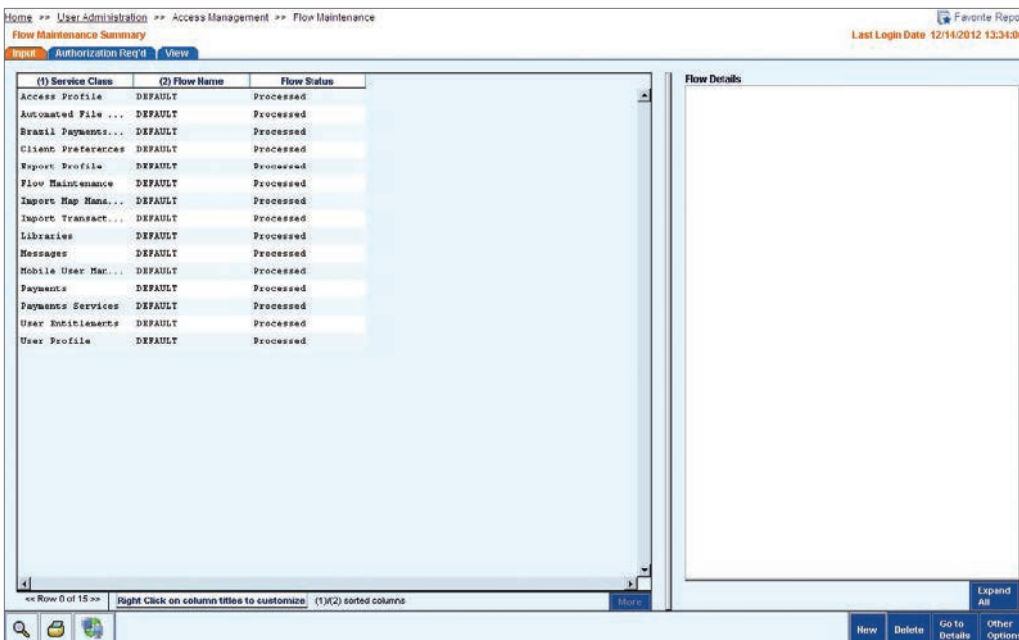 Home >> User Administration >> Access Management >> Flow Maintenance
Favorite Repo
Flow Maintenance Summary
Last Login Date 12/14/2012 13:34:0
Input Authorization Req'd View
(1) Service Class (2) Flow Name Flow Status
Flow Details
Access Profile DEFAULT Processed
Automated File ... DEFAULT Processed
Brazil Payments... DEFAULT Processed
Client Preferences DEFAULT Processed
Export Profile DEFAULT Processed
Flow Maintenance DEFAULT Processed
Import Map Mana... DEFAULT Processed
Import Transact... DEFAULT Processed
Libraries DEFAULT Processed
Messages DEFAULT Processed
Mobile User Man... DEFAULT Processed
Payments DEFAULT Processed
Payments Services DEFAULT Processed
User Entitlements DEFAULT Processed
User Profile DEFAULT Processed
<< Row 0 of 15 >> Right Click on column titles to customize (1)/(2) sorted columns More
Expand All
New Delete Go to Details Other Option